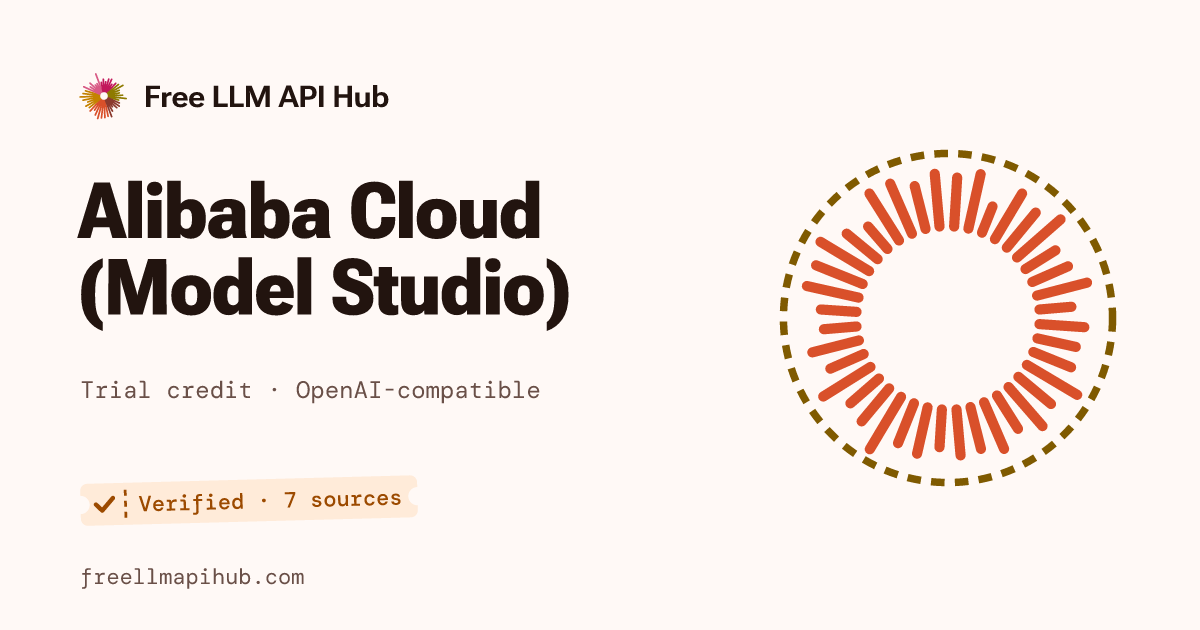 Free LLM API Hub
Alibaba Cloud
(Model Studio)
Trial credit · OpenAI-compatible
Verified · 7 sources
freellmapihub.com